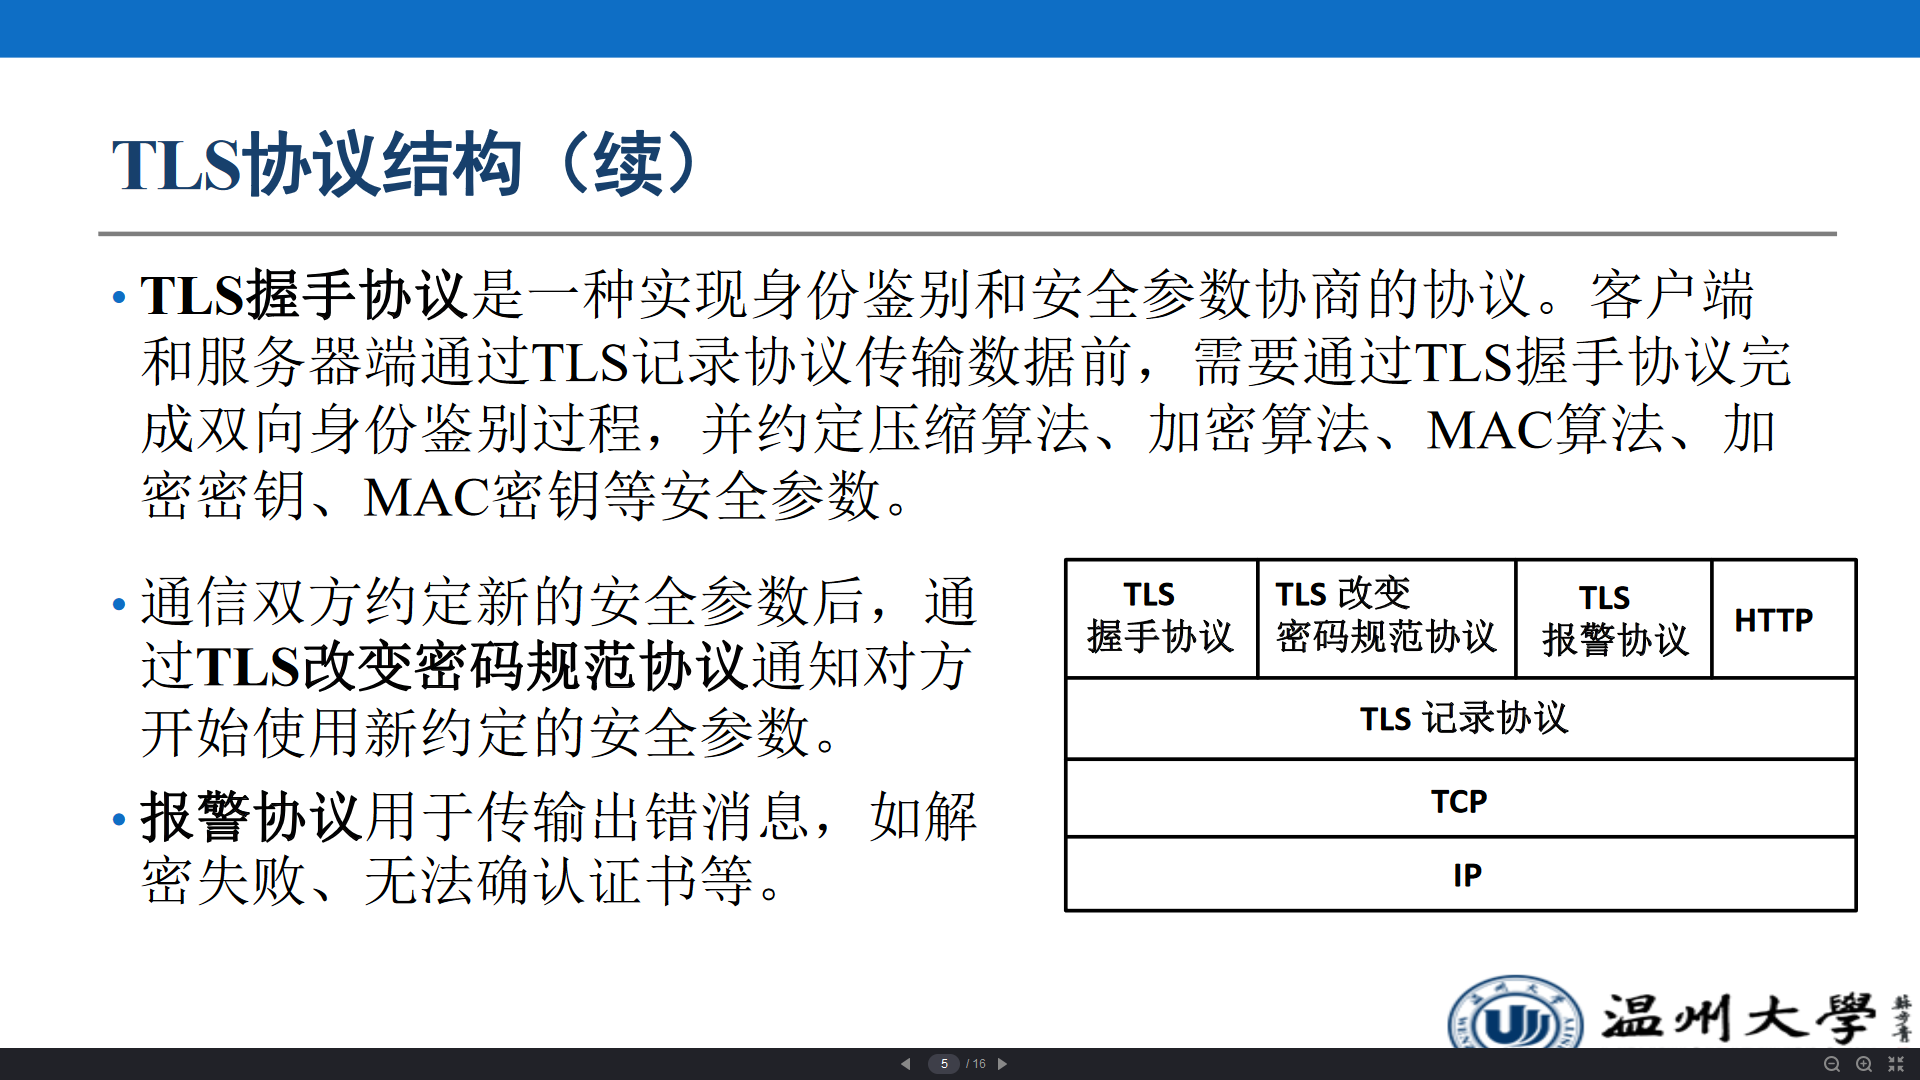 TLS协议结构（续）
• TLS握手协议是一种实现身份鉴别和安全参数协商的协议。客户端
和服务器端通过TLS记录协议传输数据前，需要通过TLS握手协议完
成双向身份鉴别过程，并约定压缩算法、加密算法、MAC算法、加
密密钥、MAC密钥等安全参数。
• 通信双方约定新的安全参数后，通
过TLS改变密码规范协议通知对方
开始使用新约定的安全参数。
• 报警协议用于传输出错消息，如解
密失败、无法确认证书等。
TLS
握手协议
TLS 改变
密码规范协议
TLS
报警协议
HTTP
TLS 记录协议
TCP
IP
温州大学
温州大學
蘇步青
5 / 16